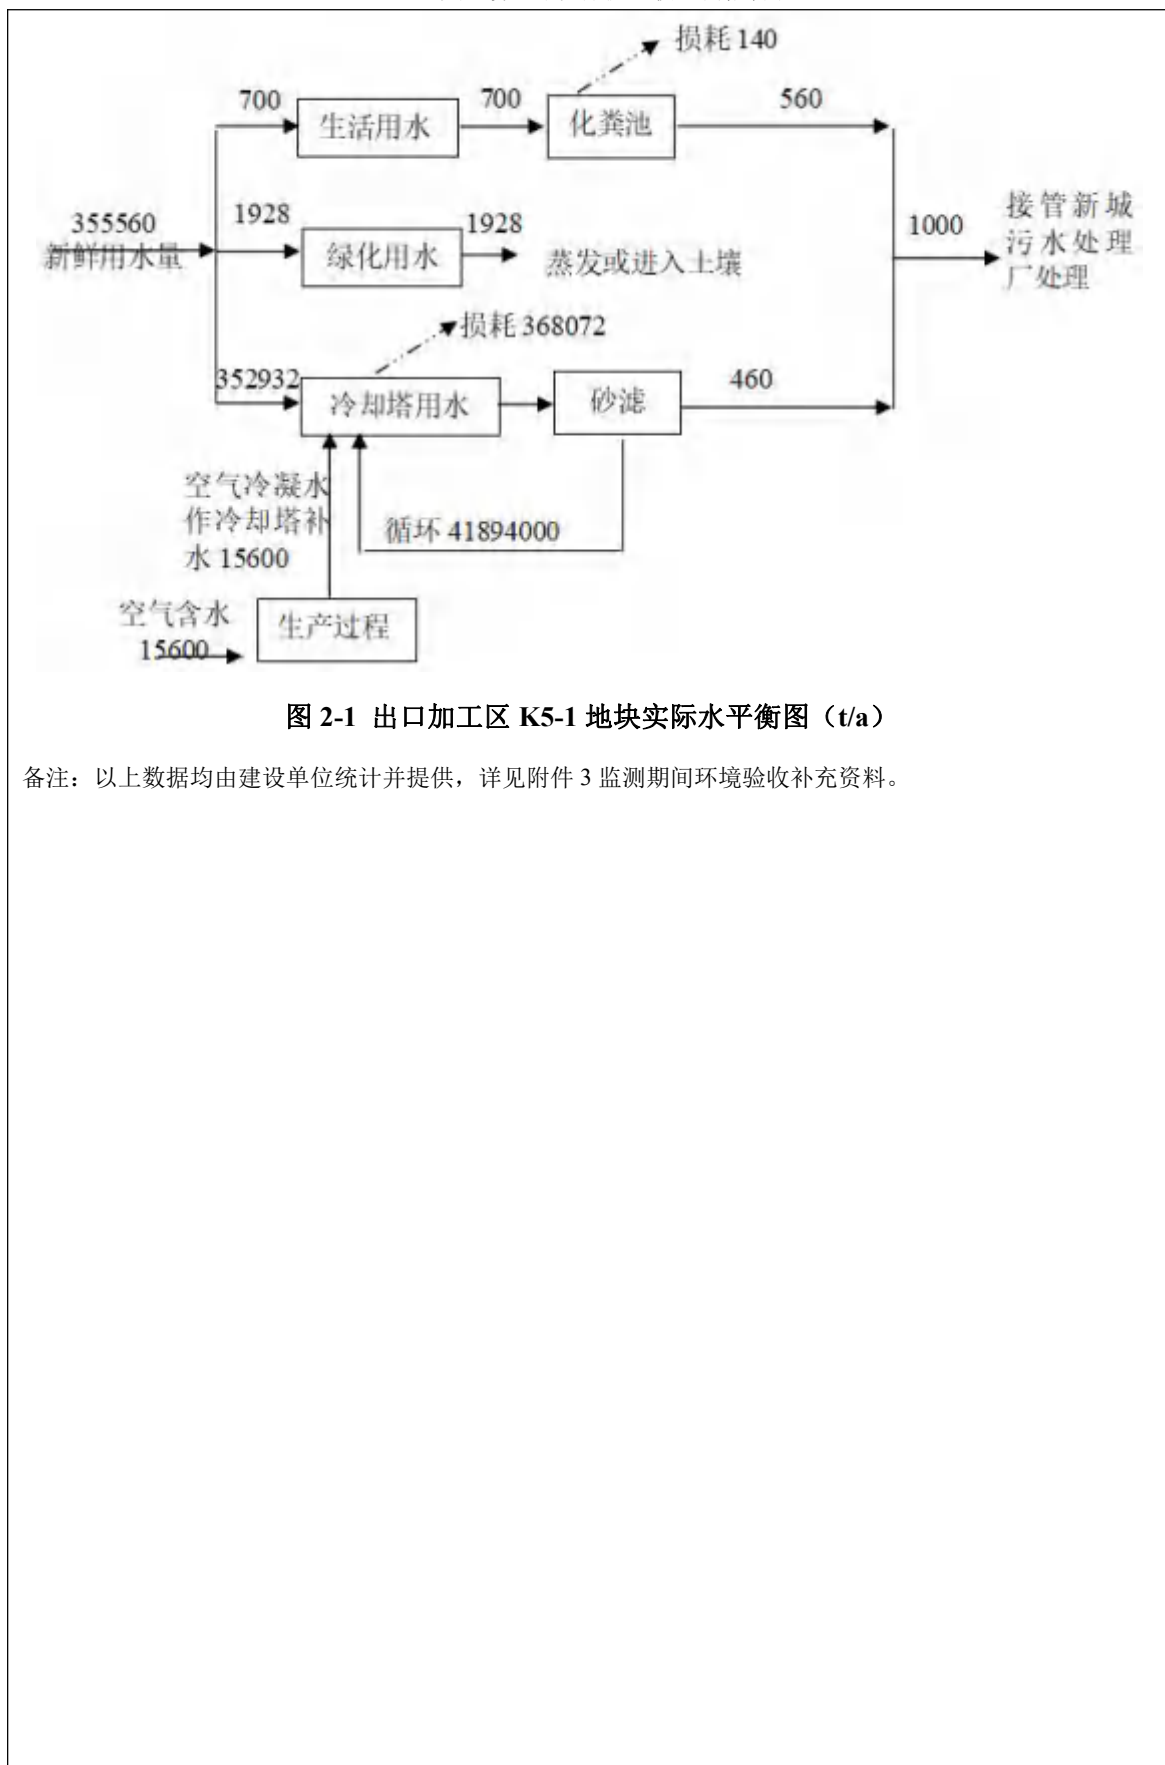 损耗 140
700
生活用水
700
化粪池
560
355560
新鲜用水量
1928
绿化用水
1928
蒸发或进入土壤
1000
接管新城
污水处理
厂处理
损耗 368072
352932
冷却塔用水
砂滤
460
空气冷凝水
作冷却塔补
水 15600
循环 41894000
空气含水
15600
生产过程
图 2-1 出口加工区 K5-1 地块实际水平衡图（t/a）
备注：以上数据均由建设单位统计并提供，详见附件 3 监测期间环境验收补充资料。